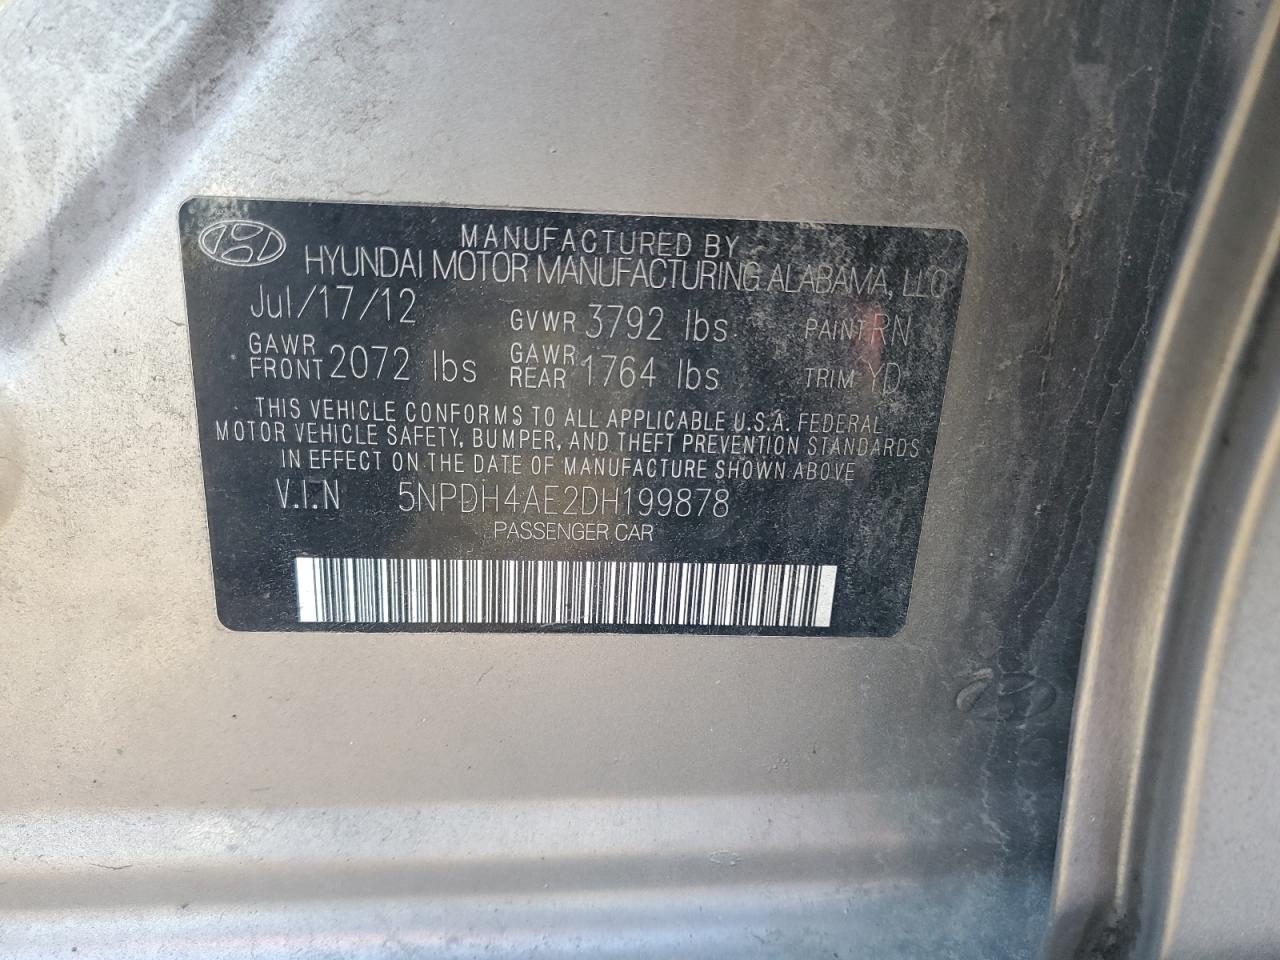 MANUFACTURED BY
HYUNDAI MOTOR MANUFACTURING ALABAMA, LLC
Jul/17/12 GVWR 3792 lbs PAINT RN
GAWR FRONT 2072 lbs GAWR REAR 1764 lbs TRIM YD
THIS VEHICLE CONFORMS TO ALL APPLICABLE U.S.A. FEDERAL
MOTOR VEHICLE SAFETY, BUMPER, AND THEFT PREVENTION STANDARDS
IN EFFECT ON THE DATE OF MANUFACTURE SHOWN ABOVE
V.I.N 5NPDH4AE2DH199878
PASSENGER CAR